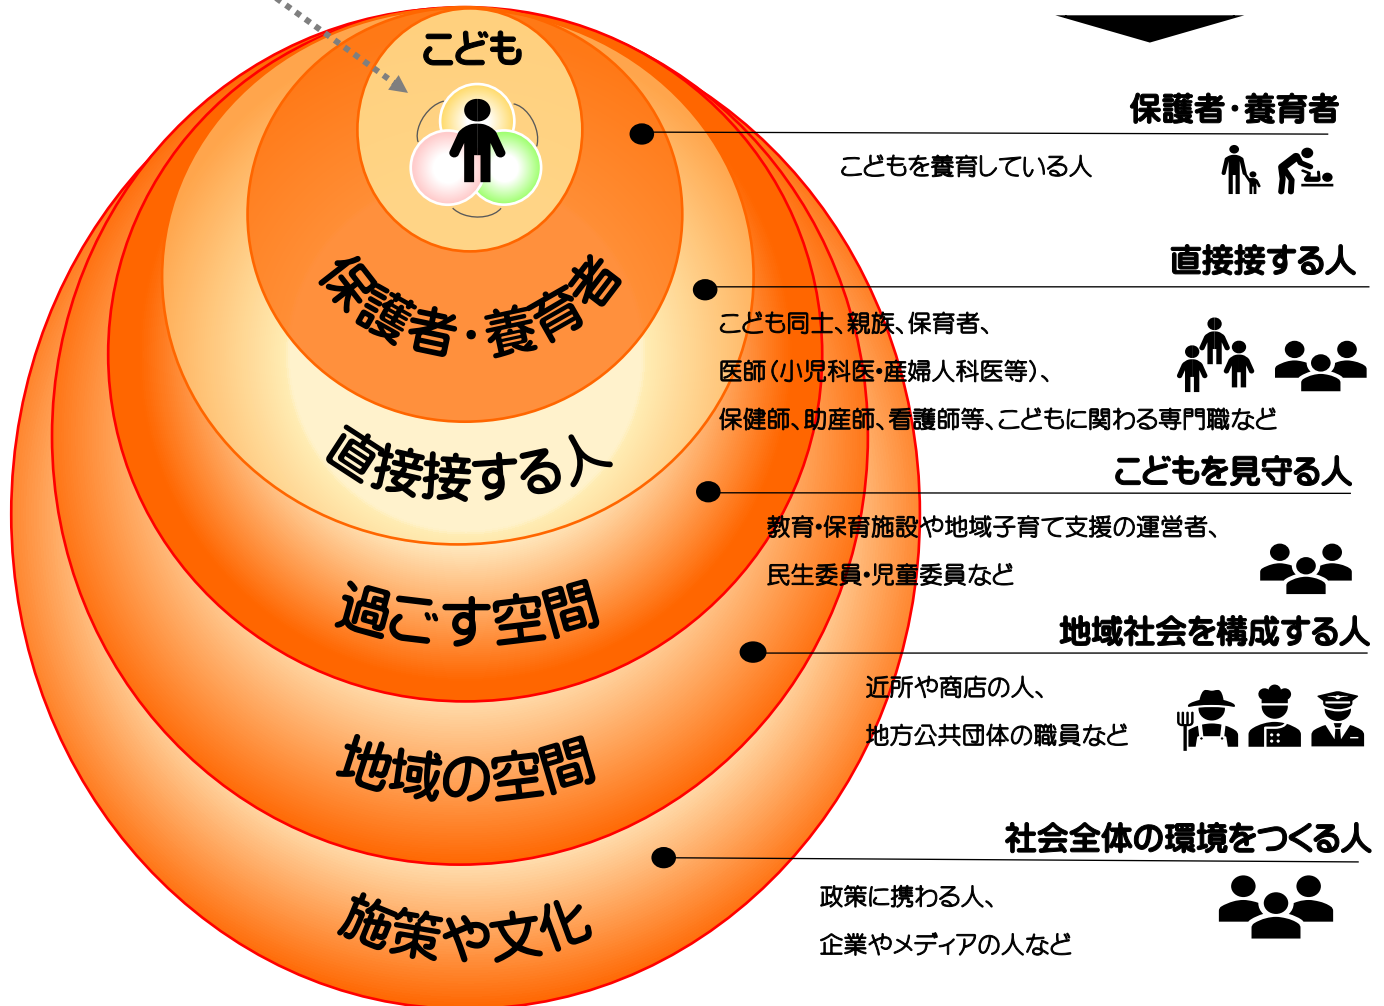 こども
保護者・養育者
直接接する人
過ごす空間
地域の空間
施策や文化
保護者・養育者
こどもを養育している人
直接接する人
こども同士、親族、保育者、
医師（小児科医・産婦人科医等）、
保健師、助産師、看護師等、こどもに関わる専門職など
こどもを見守る人
教育・保育施設や地域子育て支援の運営者、
民生委員・児童委員など
地域社会を構成する人
近所や商店の人、
地方公共団体の職員など
社会全体の環境をつくる人
政策に携わる人、
企業やメディアの人など